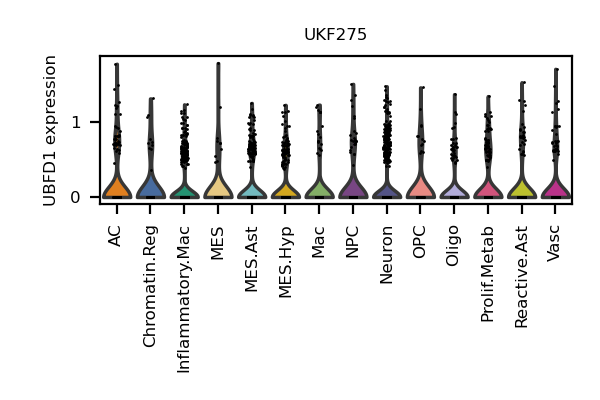 UKF275
UBFD1 expression
1
0
AC
Chromatin.Reg
Inflammatory.Mac
MES
MES.Ast
MES.Hyp
Mac
NPC
Neuron
OPC
Oligo
Prolif.Metab
Reactive.Ast
Vasc